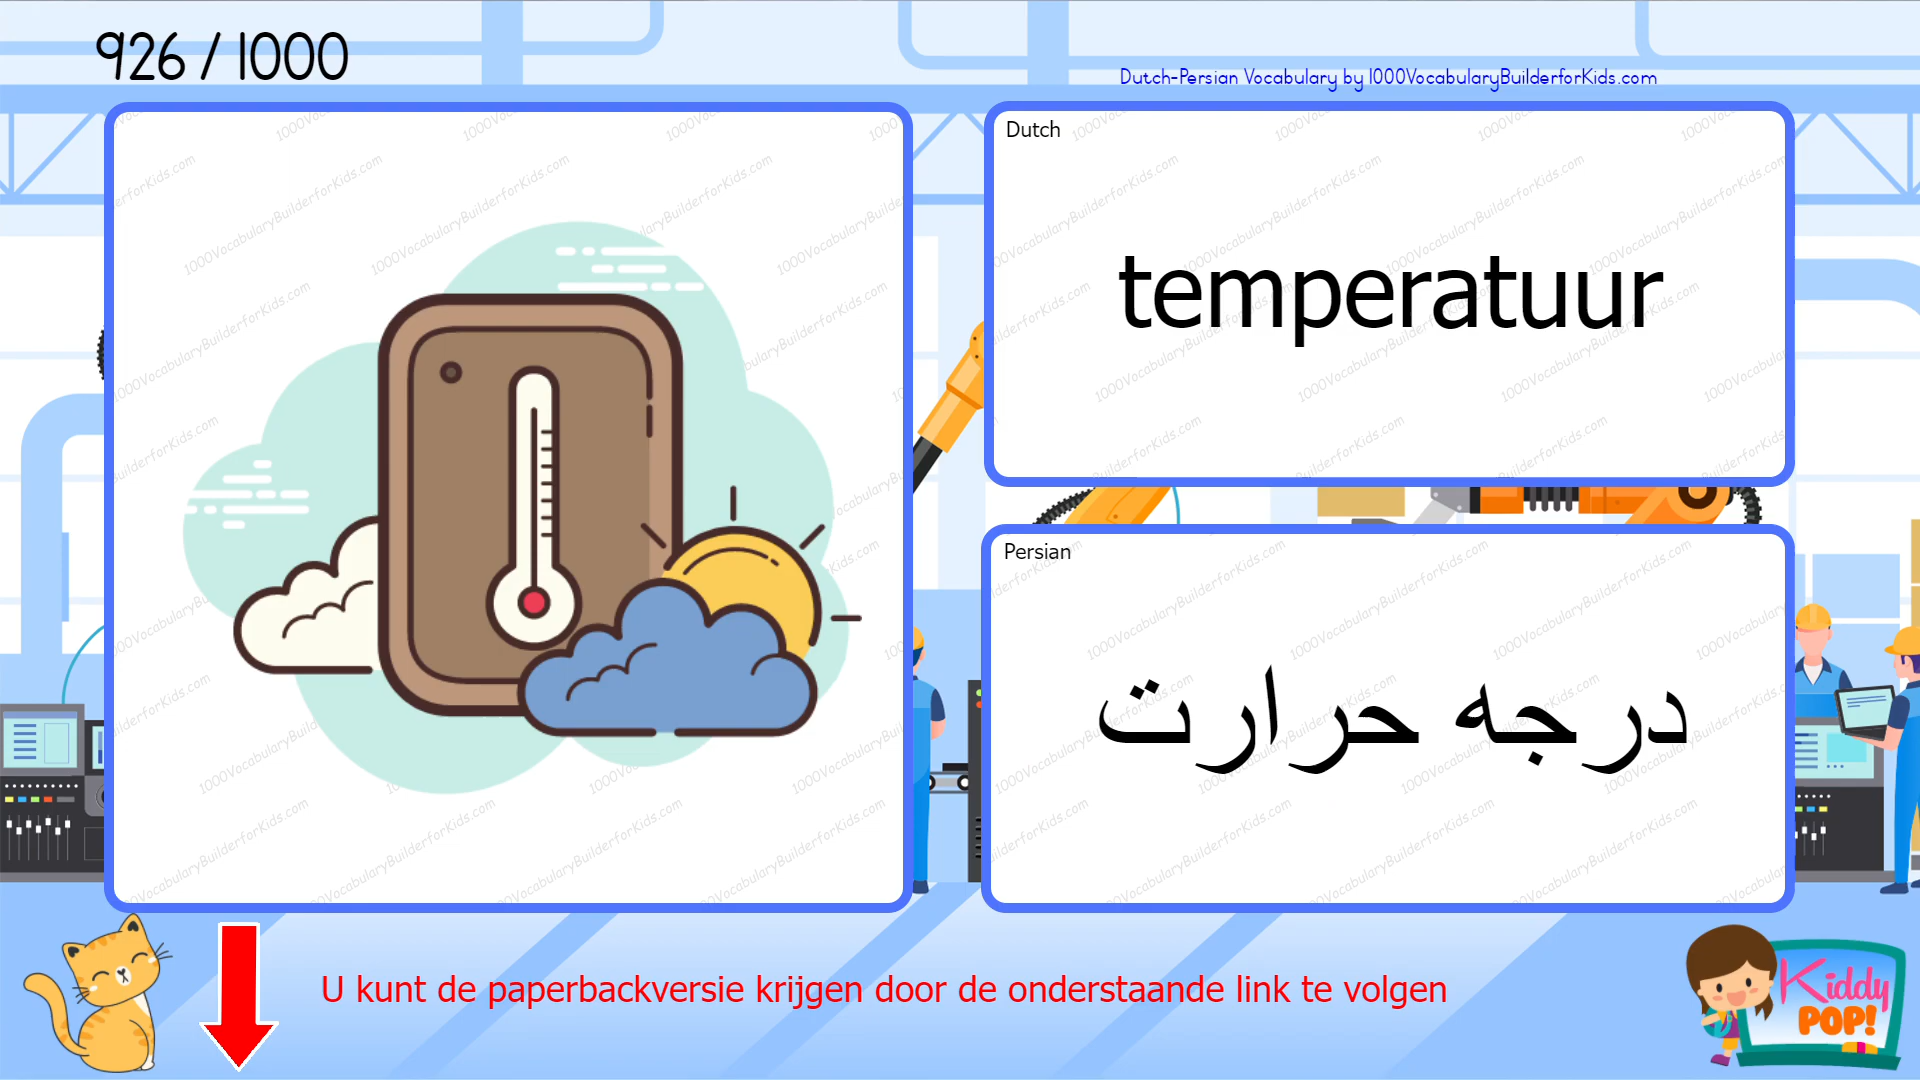 926 / 1000
Dutch-Persian Vocabulary by 1000VocabularyBuilderforKids.com
Dutch
temperatuur
Persian
درجه حرارت
U kunt de paperbackversie krijgen door de onderstaande link te volgen
Kiddy
POP!